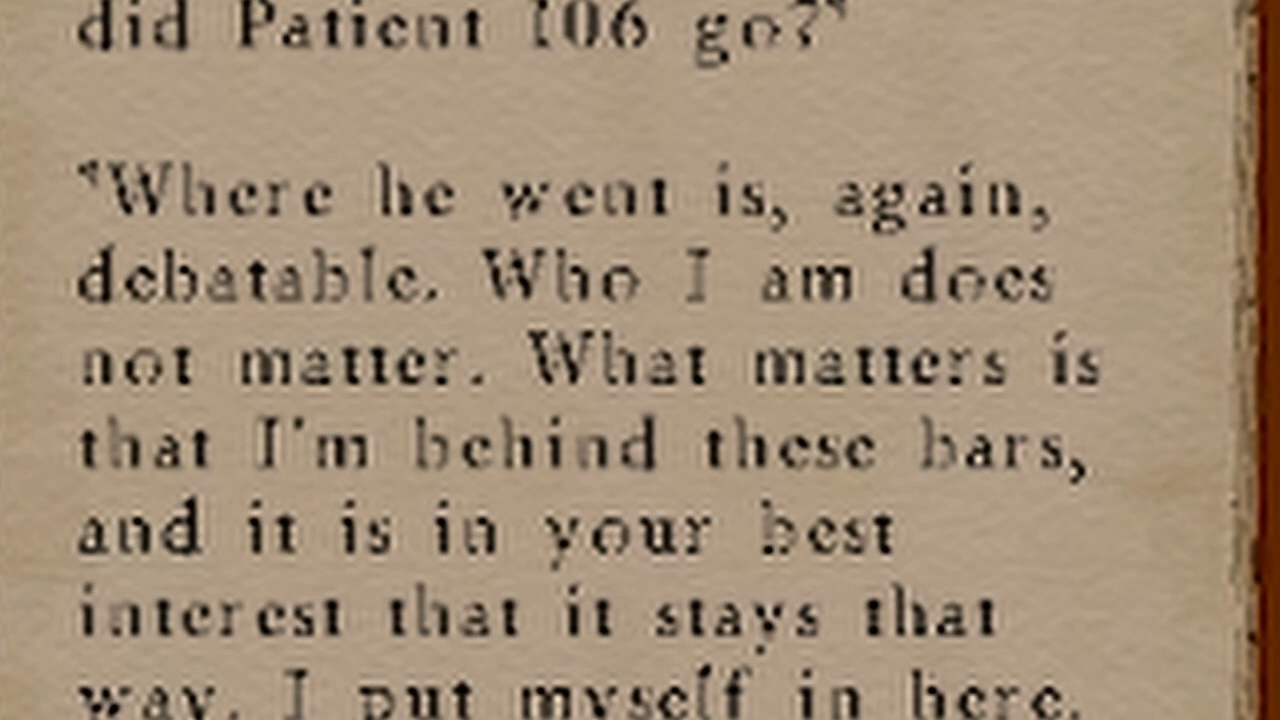 did Patient 106 go?"
"Where he went is, again,
debatable. Who I am does
not matter. What matters is
that I'm behind these bars,
and it is in your best
interest that it stays that
way. I put myself in here.